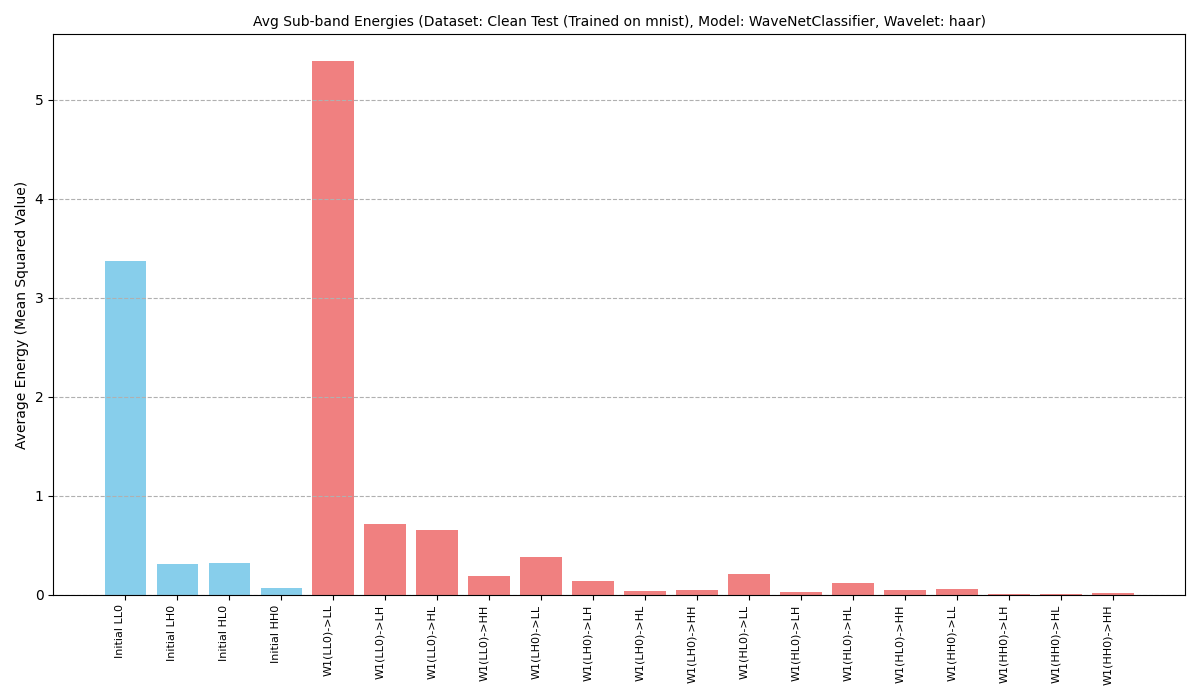 Avg Sub-band Energies (Dataset: Clean Test (Trained on mnist), Model: WaveNetClassifier, Wavelet: haar)
Average Energy (Mean Squared Value)
5
4
3
2
1
0
Initial LL0
Initial LH0
Initial HL0
Initial HH0
W1(LL0)->LL
W1(LL0)->LH
W1(LL0)->HL
W1(LL0)->HH
W1(LH0)->LL
W1(LH0)->LH
W1(LH0)->HL
W1(LH0)->HH
W1(HL0)->LL
W1(HL0)->LH
W1(HL0)->HL
W1(HL0)->HH
W1(HH0)->LL
W1(HH0)->LH
W1(HH0)->HL
W1(HH0)->HH